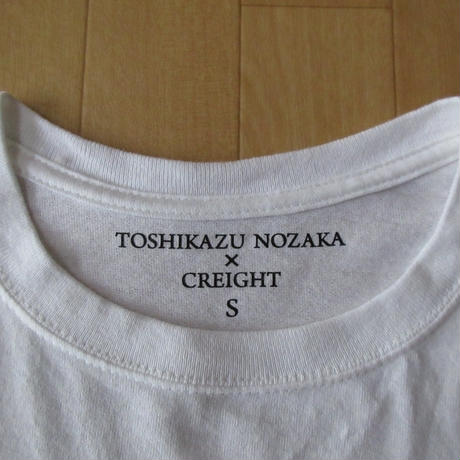 TOSHIKAZU NOZAKA
×
CREIGHT
S